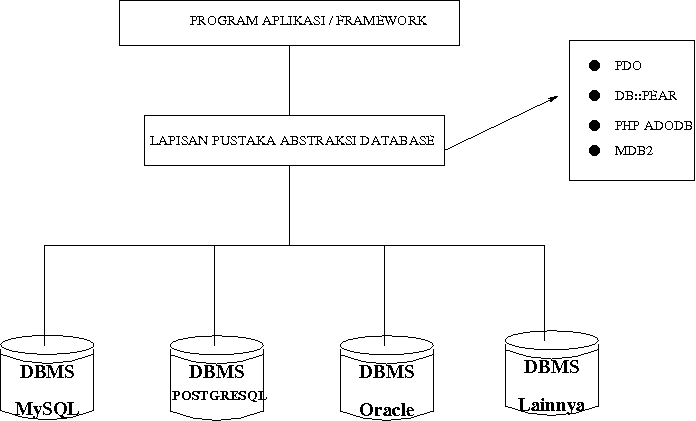 PROGRAM APLIKASI / FRAMEWORK
LAPISAN PUSTAKA ABSTRAKSI DATABASE
PDO
DB::PEAR
PHP ADODB
MDB2
DBMS
MySQL
DBMS
POSTGRESQL
DBMS
Oracle
DBMS
Lainnya